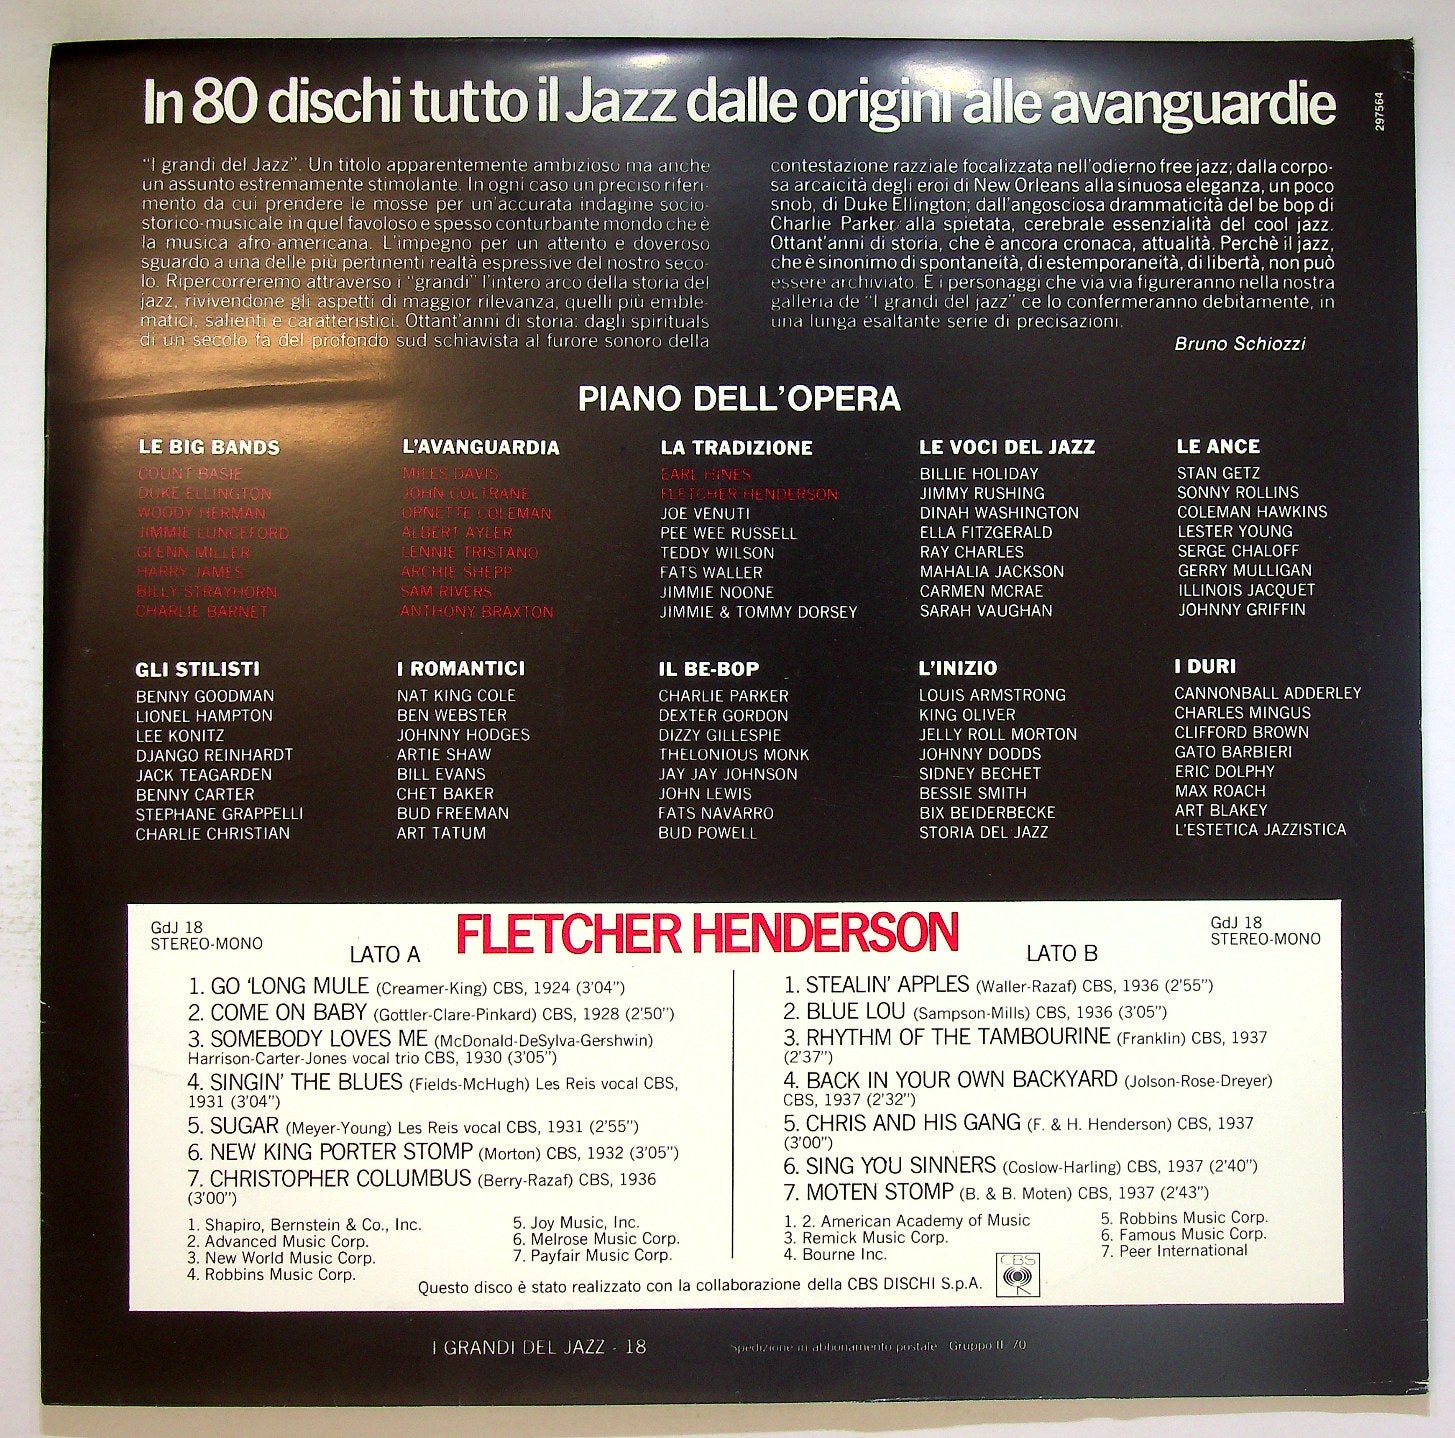 In 80 dischi tutto il Jazz dalle origini alle avanguardie
297564
"I grandi del Jazz". Un titolo apparentemente ambizioso ma anche
un assunto estremamente stimolante. In ogni caso un preciso riferi-
mento da cui prendere le mosse per un'accurata indagine socio-
storico-musicale in quel favoloso e spesso conturbante mondo che è
la musica afro-americana. L'impegno per un attento e doveroso
sguardo a una delle più pertinenti realtà espressive del nostro seco-
lo. Ripercorreremo attraverso i "grandi" l'intero arco della storia del
jazz, rivivendone gli aspetti di maggior rilevanza, quelli più emble-
matici, salienti e caratteristici. Ottant'anni di storia: dagli spirituals
di un secolo fa del profondo sud schiavista al furore sonoro della
contestazione razziale focalizzata nell'odierno free jazz; dalla corpo-
sa arcaicità degli eroi di New Orleans alla sinuosa eleganza, un poco
snob, di Duke Ellington; dall'angosciosa drammaticità del be bop di
Charlie Parker alla spietata, cerebrale essenzialità del cool jazz.
Ottant'anni di storia, che è ancora cronaca, attualità. Perchè il jazz,
che è sinonimo di spontaneità, di estemporaneità, di libertà, non può
essere archiviato. E i personaggi che via via figureranno nella nostra
galleria de "I grandi del jazz" ce lo confermeranno debitamente, in
una lunga esaltante serie di precisazioni.
Bruno Schiozzi
PIANO DELL'OPERA
LE BIG BANDS
COUNT BASIE
DUKE ELLINGTON
WOODY HERMAN
JIMMIE LUNCEFORD
GLENN MILLER
HARRY JAMES
BILLY STRAYHORN
CHARLIE BARNET
L'AVANGUARDIA
MILES DAVIS
JOHN COLTRANE
ORNETTE COLEMAN
ALBERT AYLER
LENNIE TRISTANO
ARCHIE SHEPP
SAM RIVERS
ANTHONY BRAXTON
LA TRADIZIONE
EARL HINES
FLETCHER HENDERSON
JOE VENUTI
PEE WEE RUSSELL
TEDDY WILSON
FATS WALLER
JIMMIE NOONE
JIMMIE & TOMMY DORSEY
LE VOCI DEL JAZZ
BILLIE HOLIDAY
JIMMY RUSHING
DINAH WASHINGTON
ELLA FITZGERALD
RAY CHARLES
MAHALIA JACKSON
CARMEN MCRAE
SARAH VAUGHAN
LE ANCE
STAN GETZ
SONNY ROLLINS
COLEMAN HAWKINS
LESTER YOUNG
SERGE CHALOFF
GERRY MULLIGAN
ILLINOIS JACQUET
JOHNNY GRIFFIN
GLI STILISTI
BENNY GOODMAN
LIONEL HAMPTON
LEE KONITZ
DJANGO REINHARDT
JACK TEAGARDEN
BENNY CARTER
STEPHANE GRAPPELLI
CHARLIE CHRISTIAN
I ROMANTICI
NAT KING COLE
BEN WEBSTER
JOHNNY HODGES
ARTIE SHAW
BILL EVANS
CHET BAKER
BUD FREEMAN
ART TATUM
IL BE-BOP
CHARLIE PARKER
DEXTER GORDON
DIZZY GILLESPIE
THELONIOUS MONK
JAY JAY JOHNSON
JOHN LEWIS
FATS NAVARRO
BUD POWELL
L'INIZIO
LOUIS ARMSTRONG
KING OLIVER
JELLY ROLL MORTON
JOHNNY DODDS
SIDNEY BECHET
BESSIE SMITH
BIX BEIDERBECKE
STORIA DEL JAZZ
I DURI
CANNONBALL ADDERLEY
CHARLES MINGUS
CLIFFORD BROWN
GATO BARBIERI
ERIC DOLPHY
MAX ROACH
ART BLAKEY
L'ESTETICA JAZZISTICA
GdJ 18
STEREO-MONO
FLETCHER HENDERSON
GdJ 18
STEREO-MONO
LATO A
1. GO 'LONG MULE (Creamer-King) CBS, 1924 (3'04")
2. COME ON BABY (Gottler-Clare-Pinkard) CBS, 1928 (2'50")
3. SOMEBODY LOVES ME (McDonald-DeSylva-Gershwin)
Harrison-Carter-Jones vocal trio CBS, 1930 (3'05")
4. SINGIN' THE BLUES (Fields-McHugh) Les Reis vocal CBS,
1931 (3'04")
5. SUGAR (Meyer-Young) Les Reis vocal CBS, 1931 (2'55")
6. NEW KING PORTER STOMP (Morton) CBS, 1932 (3'05")
7. CHRISTOPHER COLUMBUS (Berry-Razaf) CBS, 1936
(3'00")
1. Shapiro, Bernstein & Co., Inc.
2. Advanced Music Corp.
3. New World Music Corp.
4. Robbins Music Corp.
5. Joy Music, Inc.
6. Melrose Music Corp.
7. Payfair Music Corp.
LATO B
1. STEALIN' APPLES (Waller-Razaf) CBS, 1936 (2'55")
2. BLUE LOU (Sampson-Mills) CBS, 1936 (3'05")
3. RHYTHM OF THE TAMBOURINE (Franklin) CBS, 1937
(2'37")
4. BACK IN YOUR OWN BACKYARD (Jolson-Rose-Dreyer)
CBS, 1937 (2'32")
5. CHRIS AND HIS GANG (F. & H. Henderson) CBS, 1937
(3'00")
6. SING YOU SINNERS (Coslow-Harling) CBS, 1937 (2'40")
7. MOTEN STOMP (B. & B. Moten) CBS, 1937 (2'43")
1. 2. American Academy of Music
3. Remick Music Corp.
4. Bourne Inc.
5. Robbins Music Corp.
6. Famous Music Corp.
7. Peer International
Questo disco è stato realizzato con la collaborazione della CBS DISCHI S.p.A.
CBS
I GRANDI DEL JAZZ - 18
Spedizione in abbonamento postale - Gruppo II /70